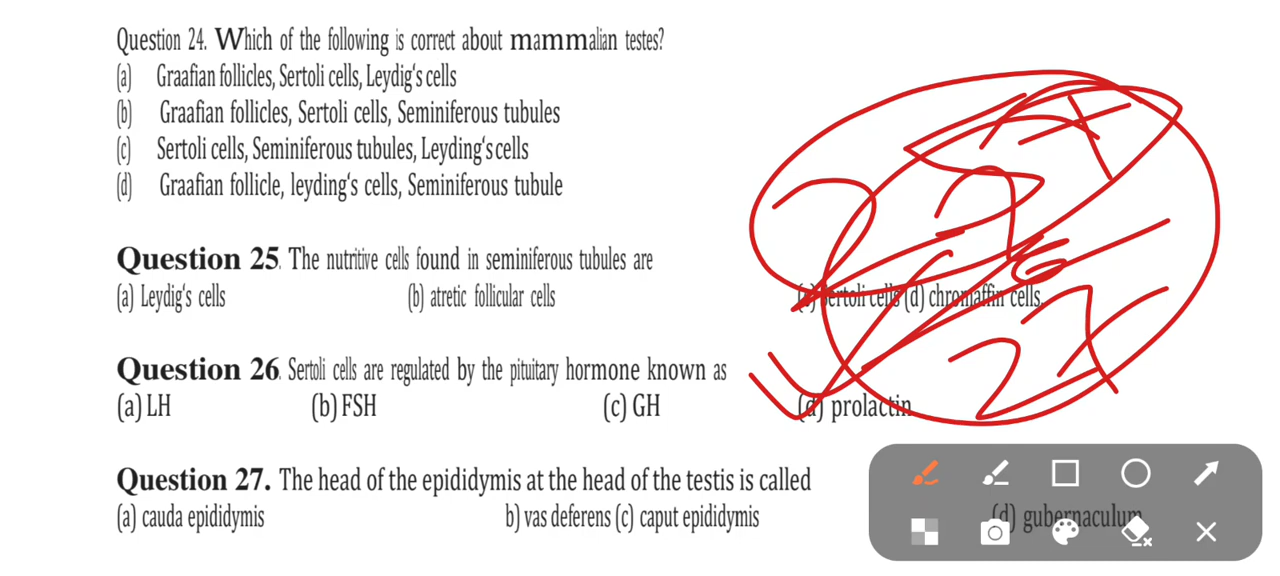 Question 24. Which of the following is correct about mammalian testes?
(a) Graafian follicles, Sertoli cells, Leydig's cells
(b) Graafian follicles, Sertoli cells, Seminiferous tubules
(c) Sertoli cells, Seminiferous tubules, Leyding's cells
(d) Graafian follicle, leyding's cells, Seminiferous tubule
Question 25. The nutritive cells found in seminiferous tubules are
(a) Leydig's cells (b) atretic follicular cells (c) Sertoli cells (d) chromaffin cells.
Question 26. Sertoli cells are regulated by the pituitary hormone known as
(a) LH (b) FSH (c) GH (d) prolactin
Question 27. The head of the epididymis at the head of the testis is called
(a) cauda epididymis b) vas deferens (c) caput epididymis (d) gubernaculum